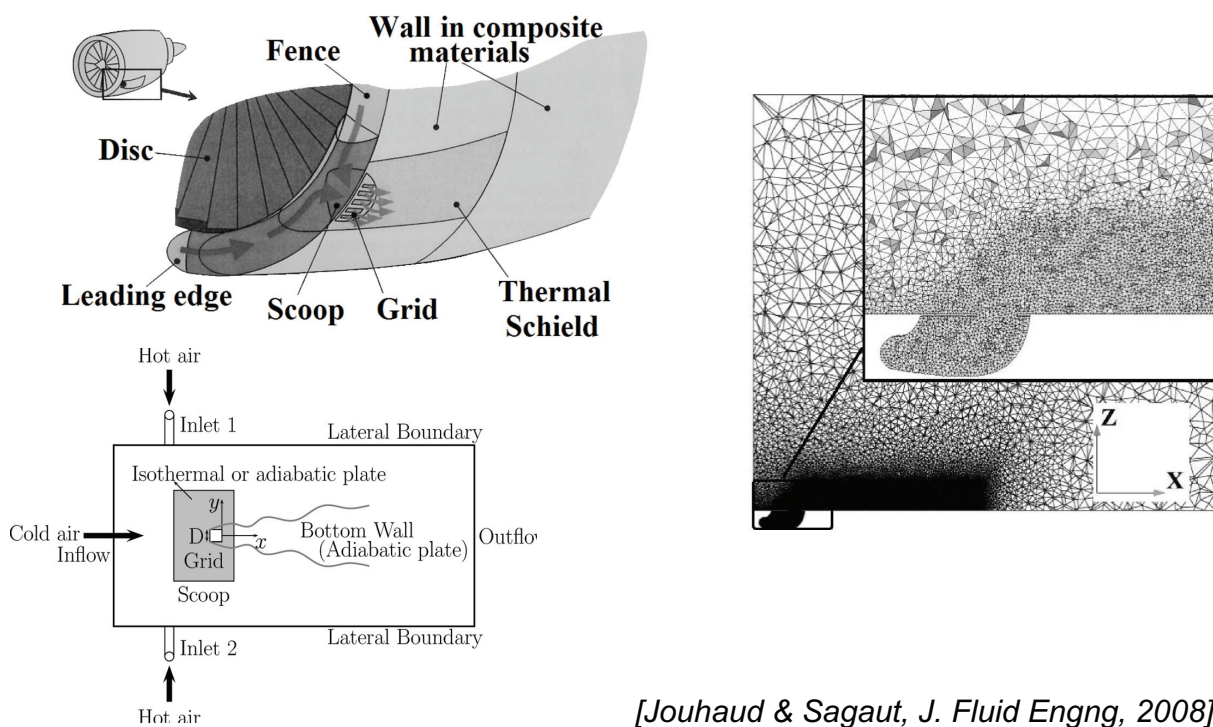 Wall in composite
materials
Fence
Disc
Leading edge
Scoop
Grid
Thermal
Schield
Hot air
Inlet 1
Lateral Boundary
Isothermal or adiabatic plate
y
Cold air
Inflow
D
x
Bottom Wall
(Adiabatic plate)
Outflo
Grid
Scoop
Inlet 2
Lateral Boundary
Hot air
Z
X
[Jouhaud & Sagaut, J. Fluid Engng, 2008]